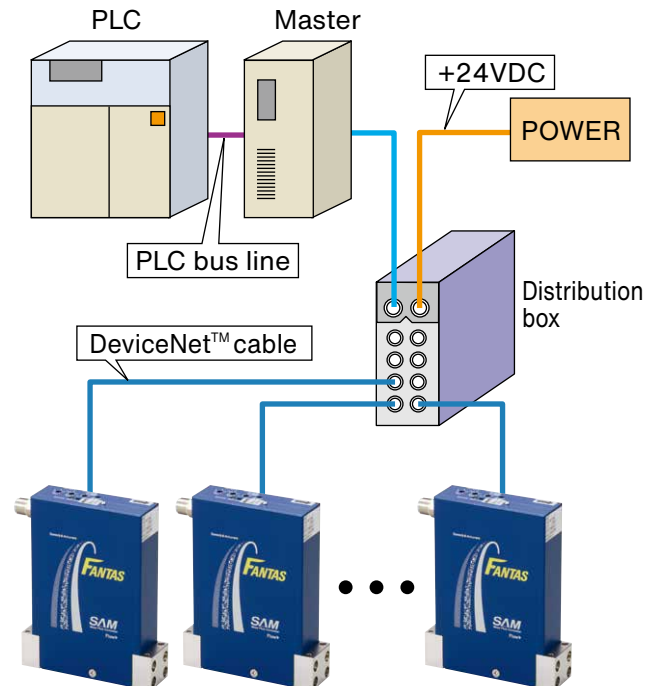 PLC
Master
+24VDC
POWER
PLC bus line
Distribution
box
DeviceNet™ cable
FANTAS
SAM
FANTAS
SAM
FANTAS
SAM